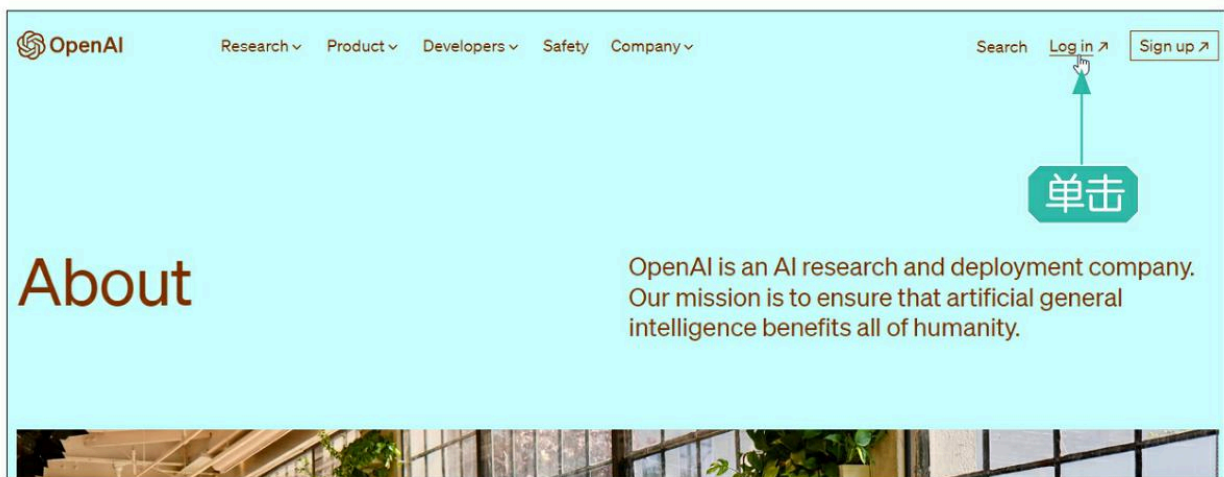 OpenAI Research Product Developers Safety Company Search Log in ↗ Sign up ↗
单击
About
OpenAI is an AI research and deployment company.
Our mission is to ensure that artificial general
intelligence benefits all of humanity.